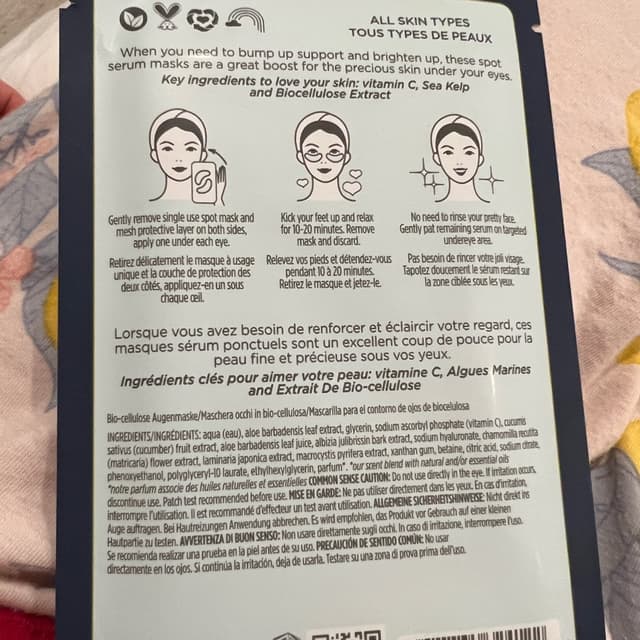 ALL SKIN TYPES
TOUS TYPES DE PEAUX
When you need to bump up support and brighten up, these spot
serum masks are a great boost for the precious skin under your eyes.
Key ingredients to love your skin: vitamin C, Sea Kelp
and Biocellulose Extract
Gently remove single use spot mask and
mesh protective layer on both sides,
apply one under each eye.
Retirez délicatement le masque à usage
unique et la couche de protection des
deux côtés, appliquez-en un sous
chaque œil.
Kick your feet up and relax
for 10-20 minutes. Remove
mask and discard.
Relevez vos pieds et détendez-vous
pendant 10 à 20 minutes.
Retirez le masque et jetez-le.
No need to rinse your pretty face.
Gently pat remaining serum on targeted
undereye area.
Pas besoin de rincer votre joli visage.
Tapotez doucement le sérum restant sur
la zone ciblée sous les yeux.
Lorsque vous avez besoin de renforcer et éclaircir votre regard, ces
masques sérum ponctuels sont un excellent coup de pouce pour la
peau fine et précieuse sous vos yeux.
Ingrédients clés pour aimer votre peau: vitamine C, Algues Marines
and Extrait De Bio-cellulose
Bio-cellulose Augenmaske/Maschera occhi in bio-cellulosa/Mascarilla para el contorno de ojos de biocelulosa
INGREDIENTS/INGRÉDIENTS: aqua (eau), aloe barbadensis leaf extract, glycerin, sodium ascorbyl phosphate (vitamin C), cucumis
sativus (cucumber) fruit extract, aloe barbadensis leaf juice, albizia julibrissin bark extract, sodium hyaluronate, chamomilla recutita
(matricaria) flower extract, laminaria japonica extract, macrocystis pyrifera extract, xanthan gum, betaine, citric acid, sodium citrate,
phenoxyethanol, polyglyceryl-10 laurate, ethylhexylglycerin, parfum*. *our scent blend with natural and/or essential oils
*notre parfum associe des huiles naturelles et essentielles COMMON SENSE CAUTION: Do not use directly in the eye. If irritation occurs,
discontinue use. Patch test recommended before use. MISE EN GARDE: Ne pas utiliser directement dans les yeux. En cas d'irritation,
interrompre l'utilisation. Il est recommandé d'effectuer un test avant utilisation. ALLGEMEINE SICHERHEITSHINWEISE: Nicht direkt ins
Auge auftragen. Bei Hautreizungen Anwendung abbrechen. Es wird empfohlen, das Produkt vor Gebrauch auf einer kleinen
Hautpartie zu testen. AVVERTENZA DI BUON SENSO: Non usare direttamente sugli occhi. In caso di irritazione, interrompere l'uso.
Se recomienda realizar una prueba en la piel antes de su uso. PRECAUCIÓN DE SENTIDO COMÚN: No usar
directamente en los ojos. Si continúa la irritación, deja de usarla. Testare su una zona di prova prima dell'uso.